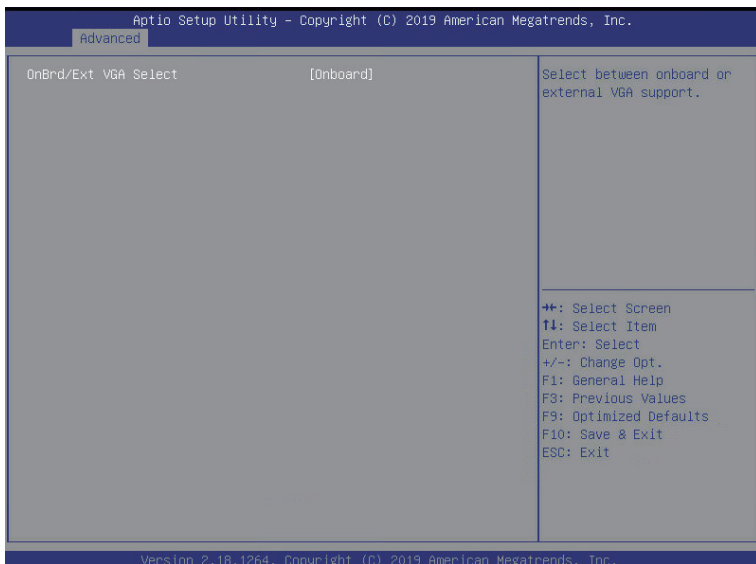 Aptio Setup Utility – Copyright (C) 2019 American Megatrends, Inc.
Advanced
OnBrd/Ext VGA Select [Onboard]
Select between onboard or
external VGA support.
→←: Select Screen
↑↓: Select Item
Enter: Select
+/-: Change Opt.
F1: General Help
F3: Previous Values
F9: Optimized Defaults
F10: Save & Exit
ESC: Exit
Version 2.18.1264. Copyright (C) 2019 American Megatrends, Inc.